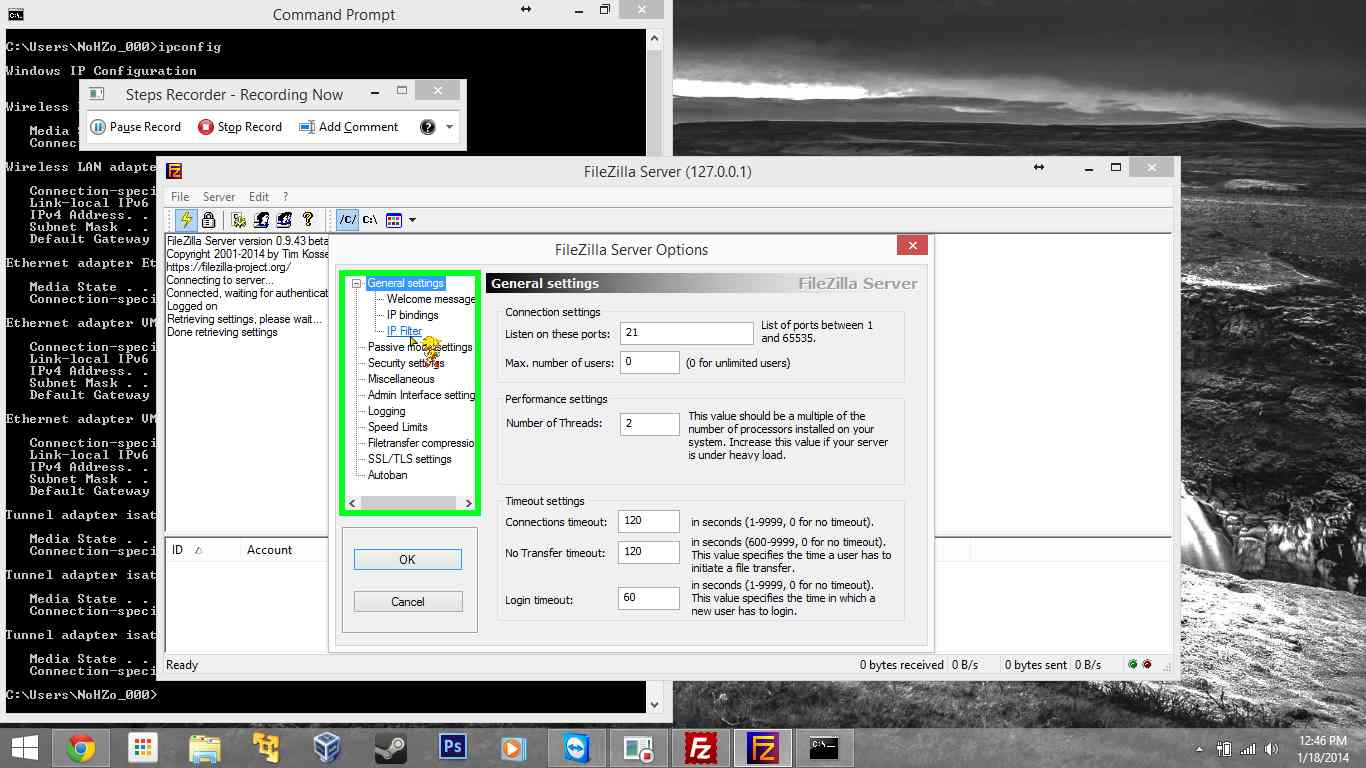 Command Prompt
C:\Users\NoHZo_000>ipconfig
Windows IP Configuration
Wireless
Media
Connec
Wireless LAN adapte
Connection-speci
Link-local IPv6
IPv4 Address. . .
Subnet Mask . . .
Default Gateway
Ethernet adapter Et
Media State . . .
Connection-speci
Ethernet adapter VM
Connection-speci
Link-local IPv6
IPv4 Address. . .
Subnet Mask . . .
Default Gateway
Ethernet adapter VM
Connection-speci
Link-local IPv6
IPv4 Address. . .
Subnet Mask . . .
Default Gateway
Tunnel adapter isat
Media State . . .
Connection-speci
Tunnel adapter isat
Media State . . .
Connection-speci
Tunnel adapter isat
Media State . . .
Connection-speci
C:\Users\NoHZo_000>
Steps Recorder - Recording Now
Pause Record
Stop Record
Add Comment
FileZilla Server (127.0.0.1)
File Server Edit ?
/C/ C:\
FileZilla Server version 0.9.43 beta
Copyright 2001-2014 by Tim Kosse
https://filezilla-project.org/
Connecting to server...
Connected, waiting for authenticat
Logged on
Retrieving settings, please wait...
Done retrieving settings
ID Account
Ready
0 bytes received 0 B/s 0 bytes sent 0 B/s
FileZilla Server Options
General settings
Welcome message
IP bindings
IP Filter
Passive mode settings
Security settings
Miscellaneous
Admin Interface setting
Logging
Speed Limits
Filetransfer compressio
SSL/TLS settings
Autoban
OK
Cancel
General settings FileZilla Server
Connection settings
Listen on these ports: 21 List of ports between 1
and 65535.
Max. number of users: 0 (0 for unlimited users)
Performance settings
Number of Threads: 2 This value should be a multiple of the
number of processors installed on your
system. Increase this value if your server
is under heavy load.
Timeout settings
Connections timeout: 120 in seconds (1-9999, 0 for no timeout).
No Transfer timeout: 120 in seconds (600-9999, 0 for no timeout).
This value specifies the time a user has to
initiate a file transfer.
Login timeout: 60 in seconds (1-9999, 0 for no timeout).
This value specifies the time in which a
new user has to login.
Ps
12:46 PM
1/18/2014